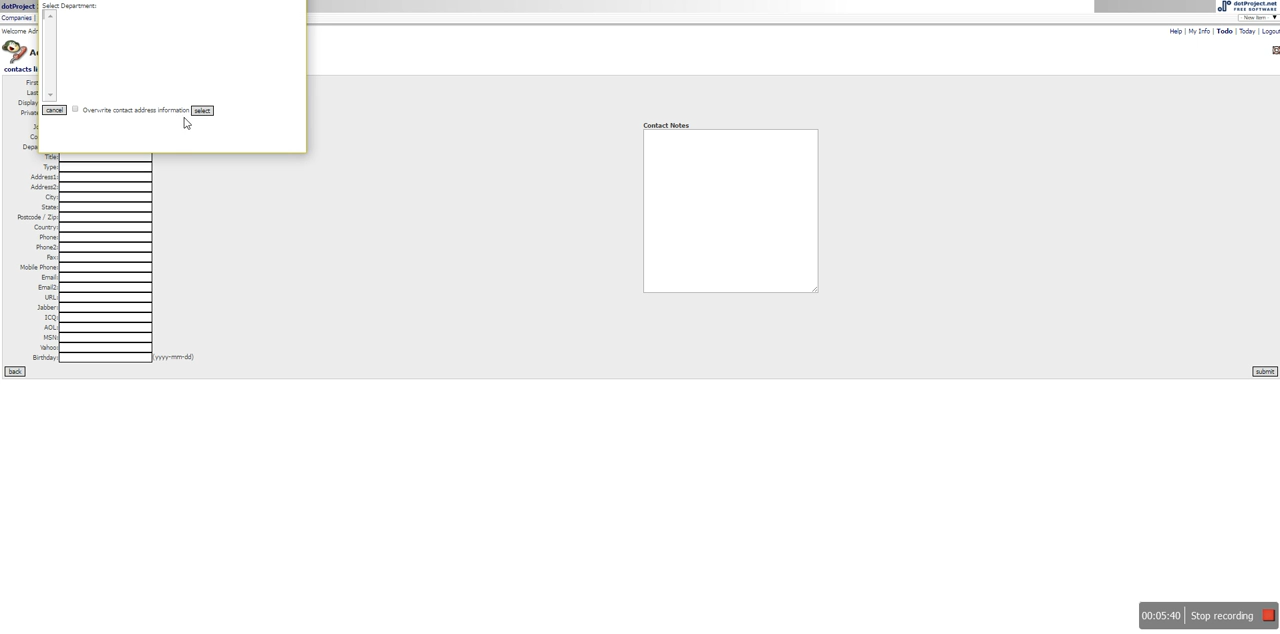 dotProject
Select Department:
dotProject.net
FREE SOFTWARE
Companies |
- New Item -
Help | My Info | Todo | Today | Logout
cancel
Overwrite contact address information
select
Contact Notes
Title:
Type:
Address1:
Address2:
City:
State:
Postcode / Zip:
Country:
Phone:
Phone2:
Fax:
Mobile Phone:
Email:
Email2:
URL:
Jabber:
ICQ:
AOL:
MSN:
Yahoo:
Birthday:
(yyyy-mm-dd)
back
submit
00:05:40
Stop recording